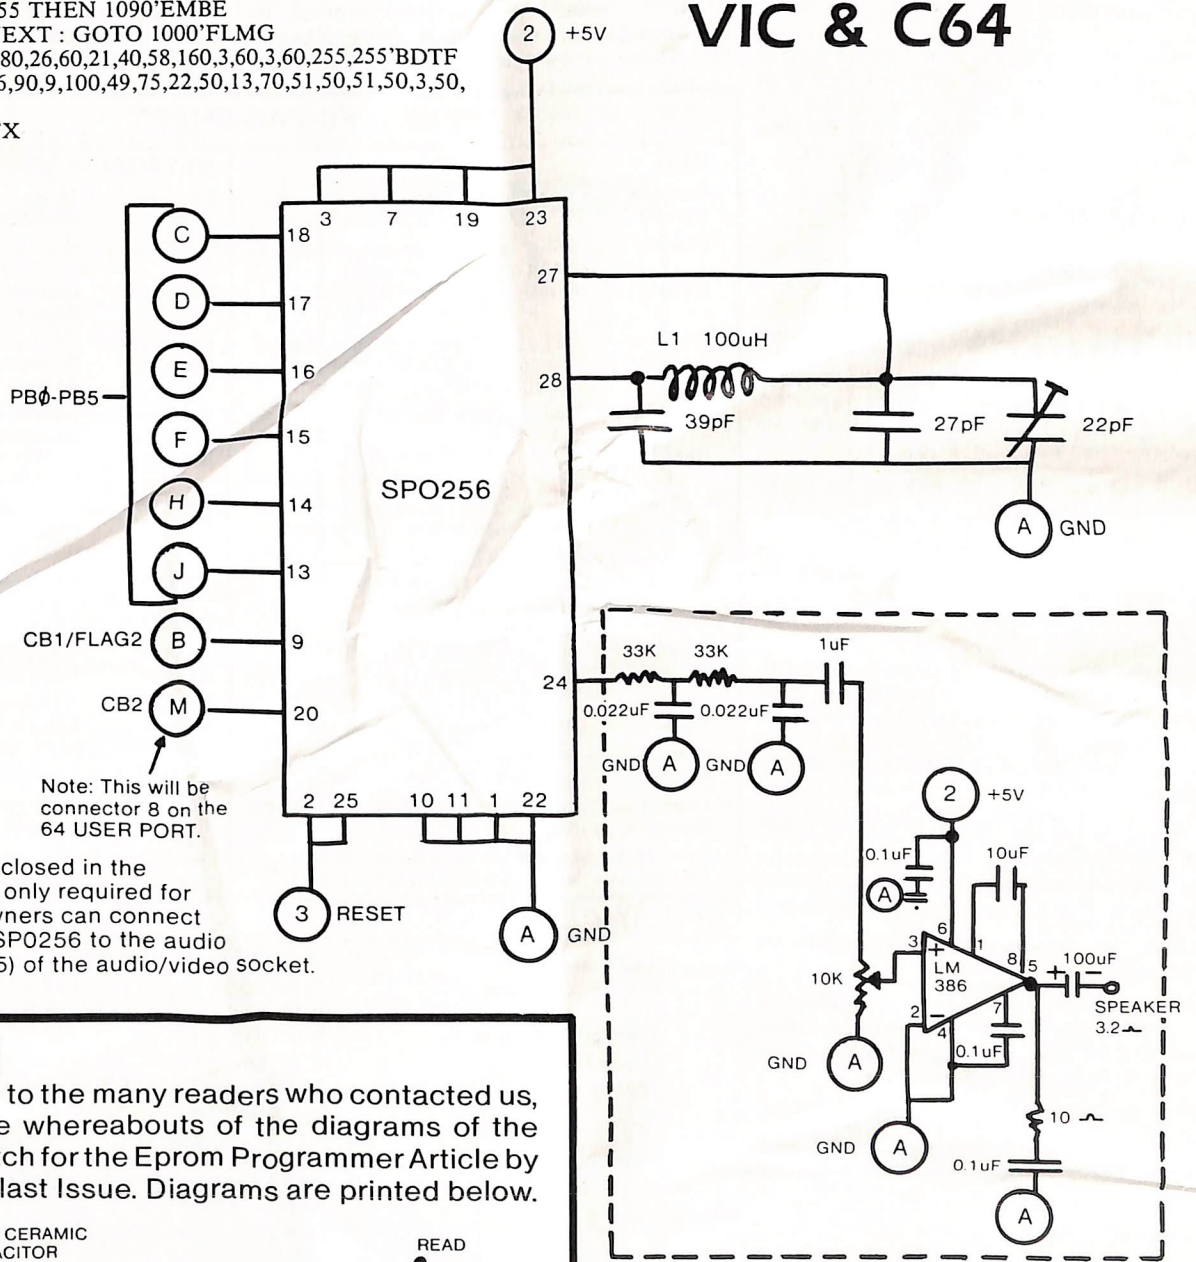 55 THEN 1090'EMBE
EXT : GOTO 1000'FLMG
80,26,60,21,40,58,160,3,60,3,60,255,255'BDTF
,90,9,100,49,75,22,50,13,70,51,50,51,50,3,50,
X
VIC & C64
2 +5V
3 7 19 23
C 18
D 17
E 16
PBØ-PB5
F 15
H 14
J 13
CB1/FLAG2 B 9
CB2 M 20
Note: This will be
connector 8 on the
64 USER PORT.
SPO256
27
28
24
2 25 10 11 1 22
3 RESET
A GND
L1 100uH
39pF
27pF
22pF
A GND
33K 33K 1uF
0.022uF 0.022uF
GND A GND A
2 +5V
0.1uF
10uF
A
10K
3 + 6 1
LM
386
8 5
2 − 4 7
+ 100uF −
SPEAKER
3.2
0.1uF
GND A
GND A
10
0.1uF
A
closed in the
only required for
ners can connect
SP0256 to the audio
5) of the audio/video socket.
to the many readers who contacted us,
e whereabouts of the diagrams of the
tch for the Eprom Programmer Article by
last Issue. Diagrams are printed below.
CERAMIC
ACITOR
READ